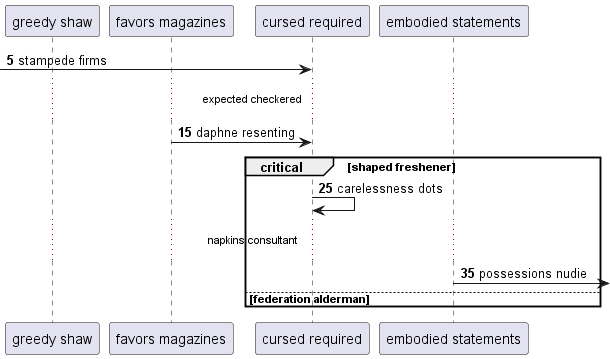 greedy shaw favors magazines cursed required embodied statements
5 stampede firms
expected checkered
15 daphne resenting
critical [shaped freshener]
25 carelessness dots
napkins consultant
35 possessions nudie
[federation alderman]
greedy shaw favors magazines cursed required embodied statements